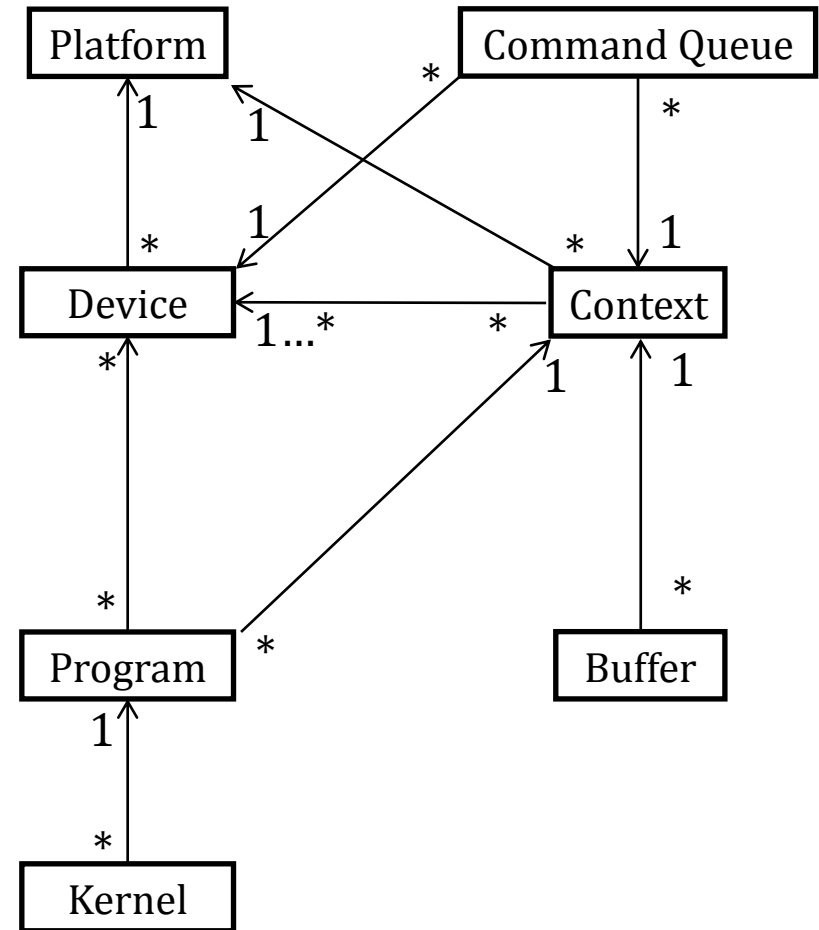 Platform
Command Queue
*
1
1
*
1
*
*
1
Device
Context
1...*
*
*
1
1
*
*
*
Program
Buffer
1
*
Kernel